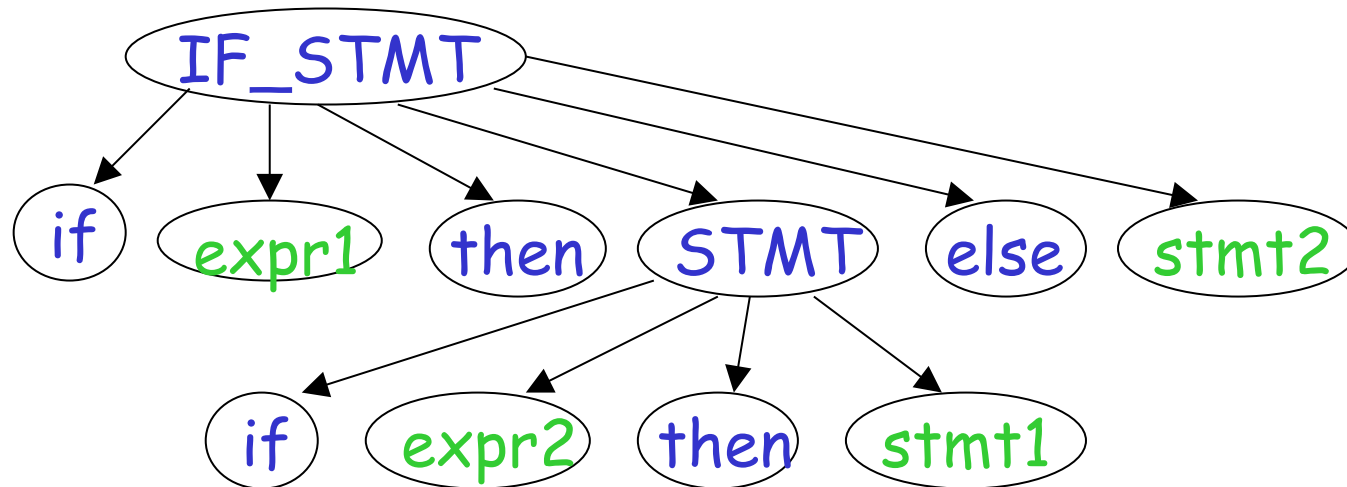 IF_STMT
if expr1 then STMT else stmt2
if expr2 then stmt1